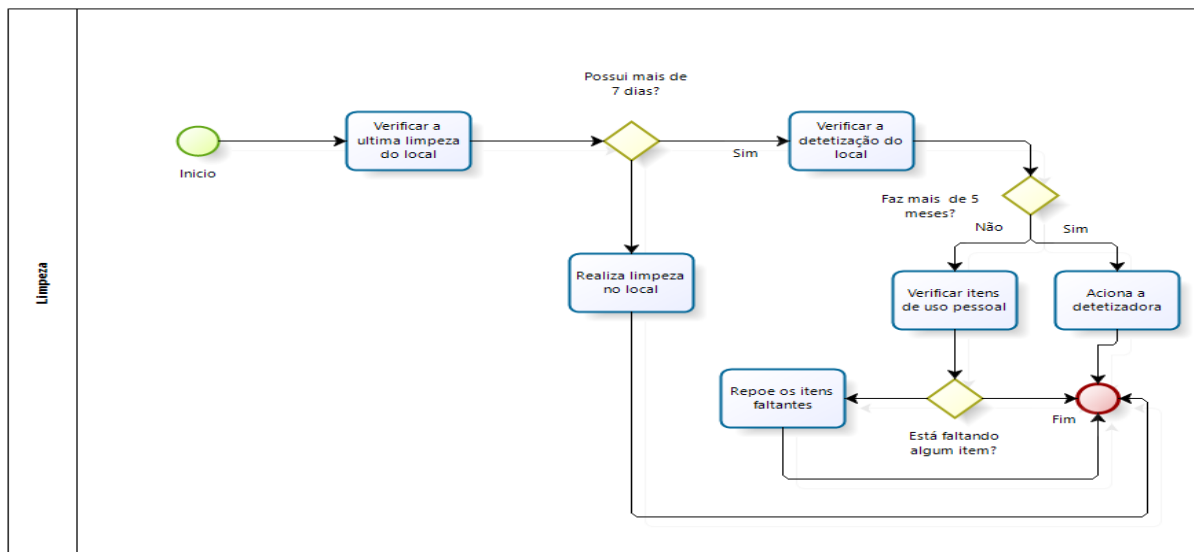 Limpeza
Inicio
Verificar a
ultima limpeza
do local
Possui mais de
7 dias?
Sim
Verificar a
detetização do
local
Faz mais de 5
meses?
Não
Sim
Realiza limpeza
no local
Verificar itens
de uso pessoal
Aciona a
detetizadora
Repoe os itens
faltantes
Está faltando
algum item?
Fim